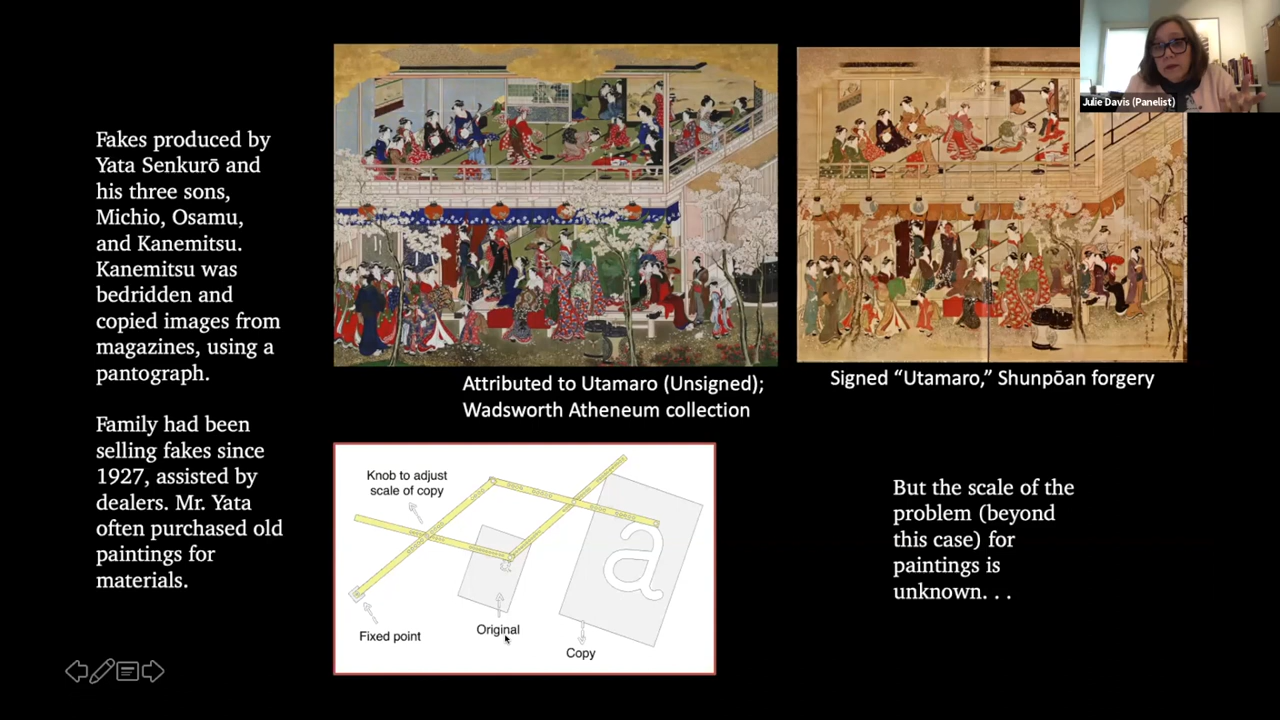 Julie Davis (Panelist)
Fakes produced by
Yata Senkurō and
his three sons,
Michio, Osamu,
and Kanemitsu.
Kanemitsu was
bedridden and
copied images from
magazines, using a
pantograph.
Family had been
selling fakes since
1927, assisted by
dealers. Mr. Yata
often purchased old
paintings for
materials.
Attributed to Utamaro (Unsigned);
Wadsworth Atheneum collection
Signed “Utamaro,” Shunpōan forgery
Knob to adjust
scale of copy
a
Fixed point
Original
Copy
But the scale of the
problem (beyond
this case) for
paintings is
unknown. . .